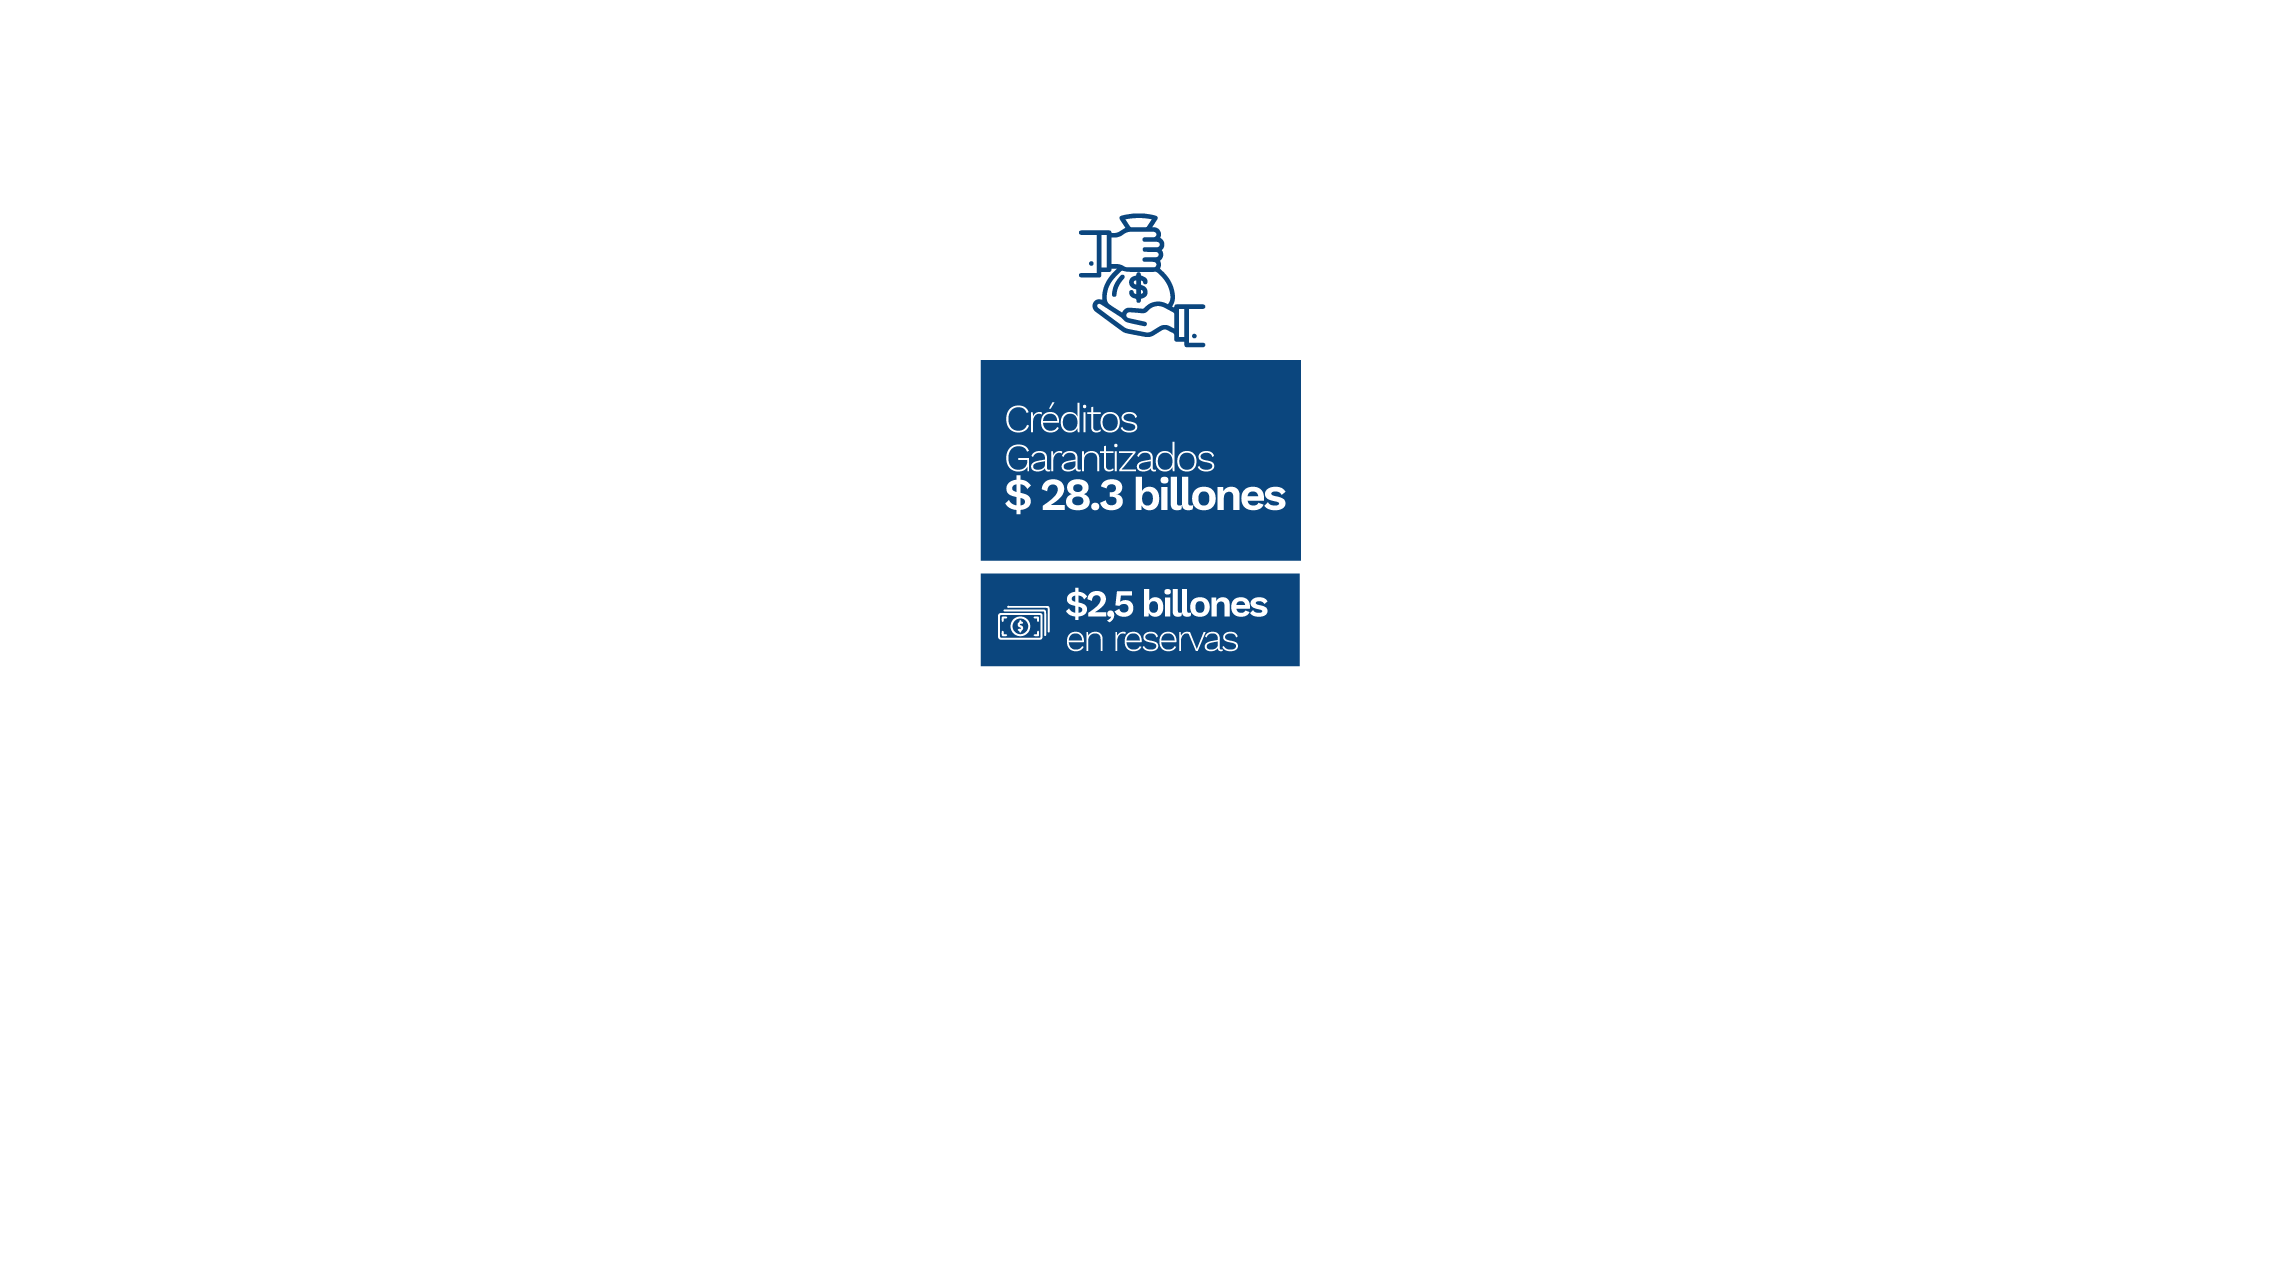 Créditos
Garantizados
$ 28.3 billones
$2,5 billones
en reservas